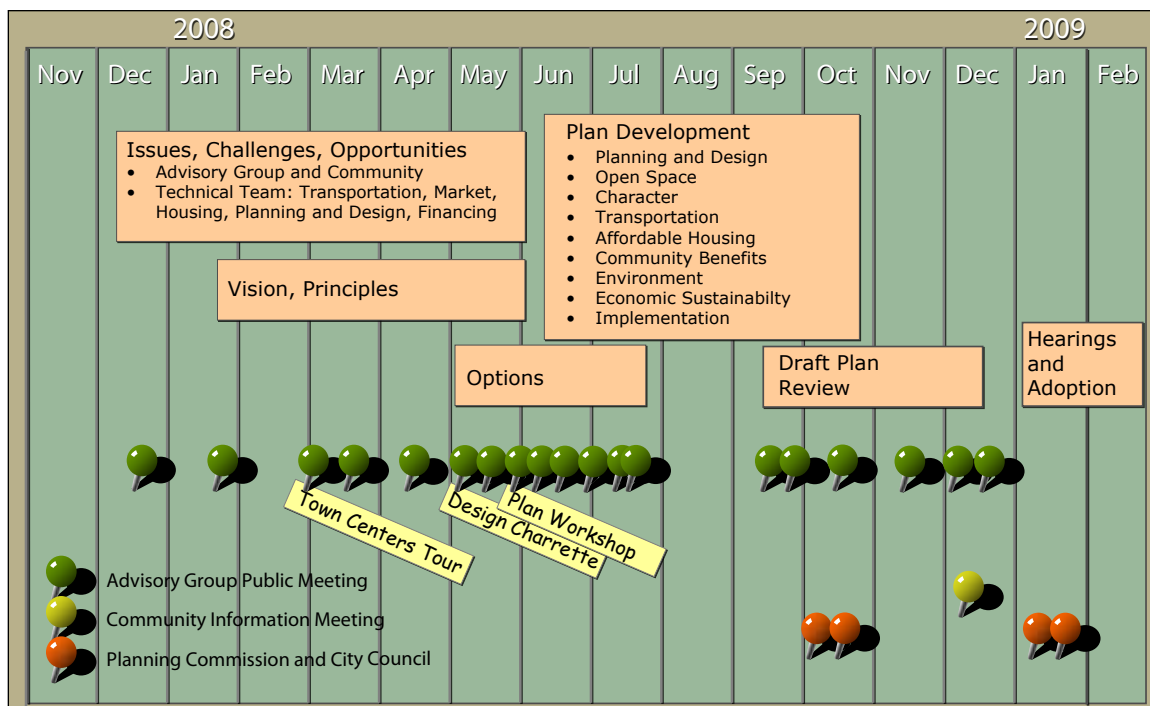 2008
2009
Nov Dec Jan Feb Mar Apr May Jun Jul Aug Sep Oct Nov Dec Jan Feb
Issues, Challenges, Opportunities
• Advisory Group and Community
• Technical Team: Transportation, Market,
Housing, Planning and Design, Financing
Plan Development
• Planning and Design
• Open Space
• Character
• Transportation
• Affordable Housing
• Community Benefits
• Environment
• Economic Sustainabilty
• Implementation
Vision, Principles
Options
Draft Plan
Review
Hearings
and
Adoption
Town Centers Tour
Design Charrette
Plan Workshop
Advisory Group Public Meeting
Community Information Meeting
Planning Commission and City Council